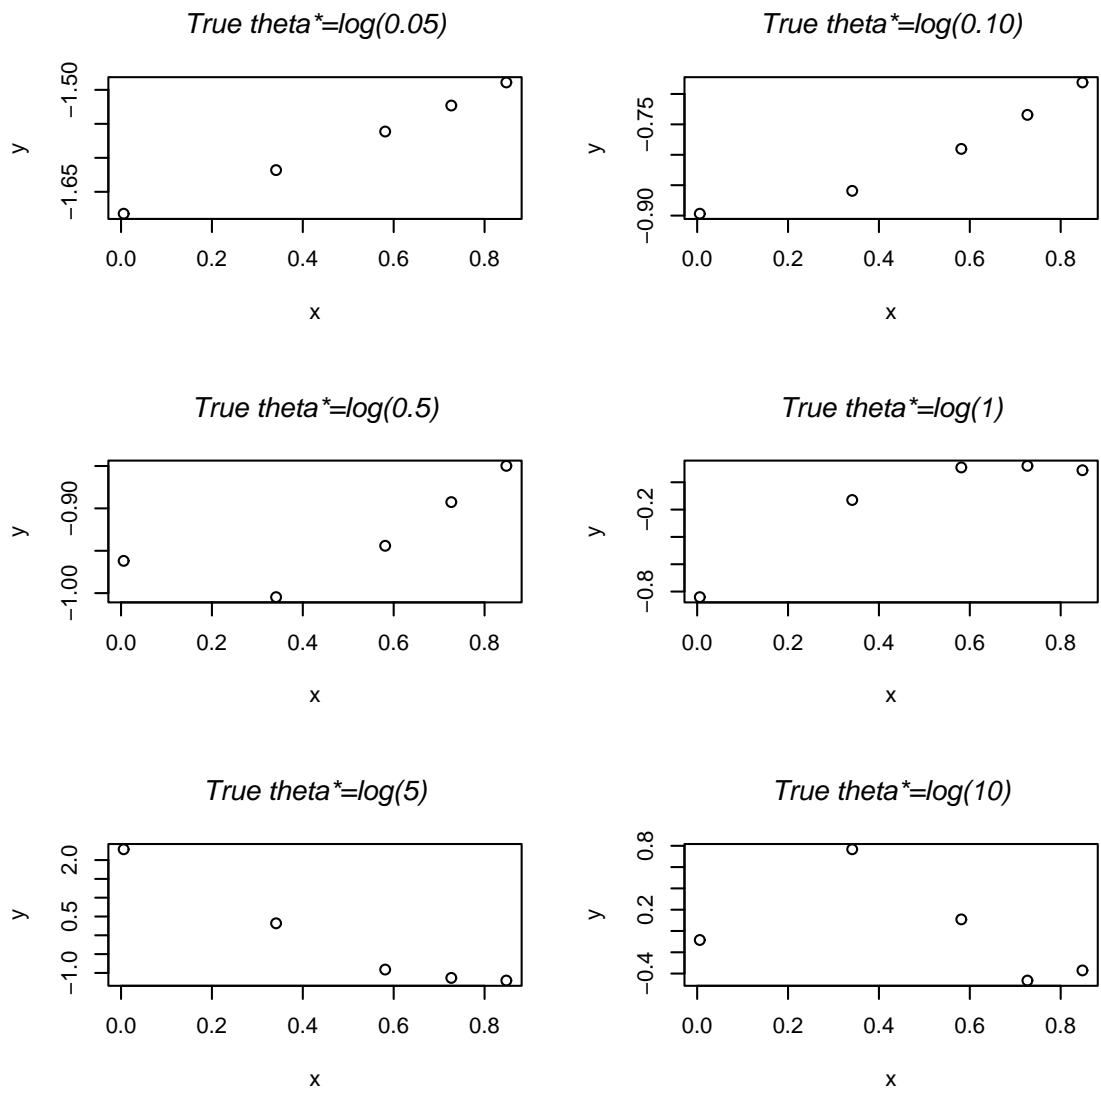 True theta*=log(0.05)
y
−1.50
−1.65
0.0 0.2 0.4 0.6 0.8
x
True theta*=log(0.10)
y
−0.75
−0.90
0.0 0.2 0.4 0.6 0.8
x
True theta*=log(0.5)
y
−0.90
−1.00
0.0 0.2 0.4 0.6 0.8
x
True theta*=log(1)
y
−0.2
−0.8
0.0 0.2 0.4 0.6 0.8
x
True theta*=log(5)
y
2.0
0.5
−1.0
0.0 0.2 0.4 0.6 0.8
x
True theta*=log(10)
y
0.8
0.2
−0.4
0.0 0.2 0.4 0.6 0.8
x